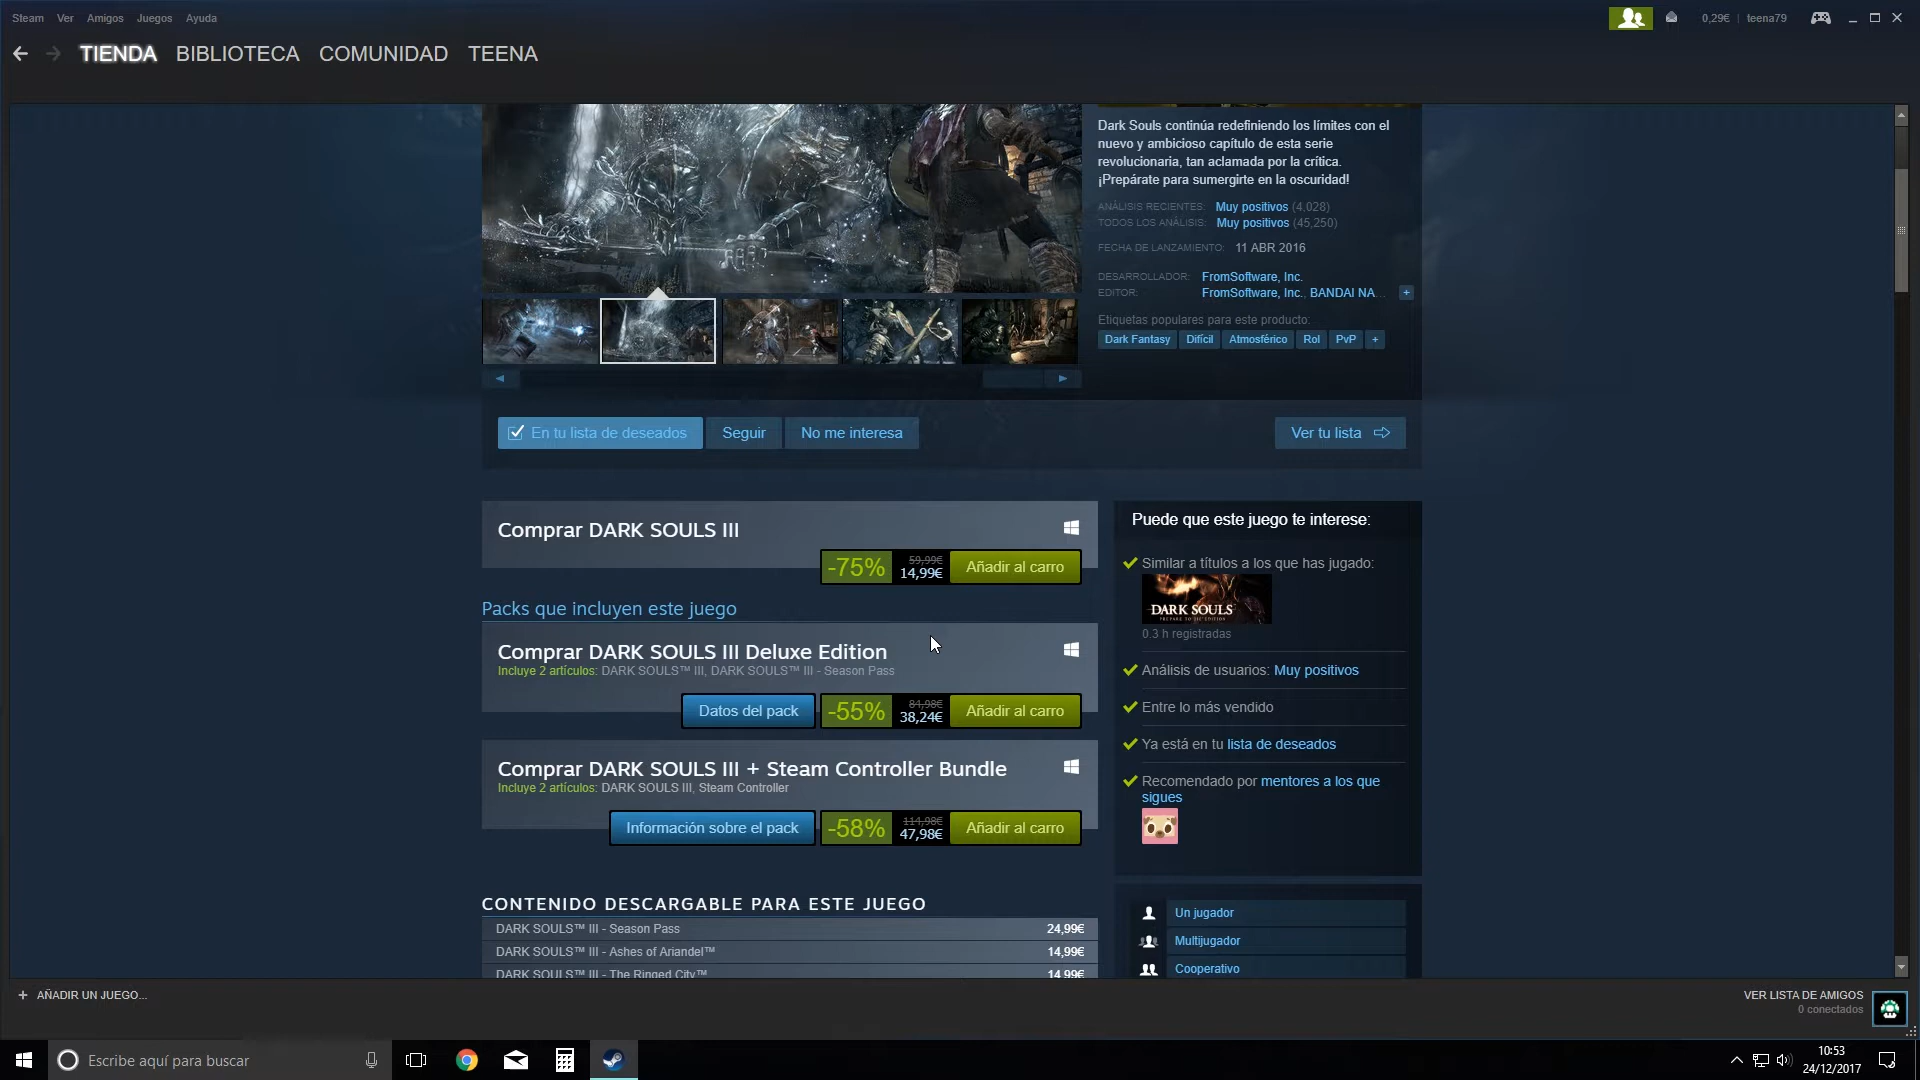 Steam Ver Amigos Juegos Ayuda
0,29€ | teena79
TIENDA BIBLIOTECA COMUNIDAD TEENA
Dark Souls continúa redefiniendo los límites con el
nuevo y ambicioso capítulo de esta serie
revolucionaria, tan aclamada por la crítica.
¡Prepárate para sumergirte en la oscuridad!
ANÁLISIS RECIENTES: Muy positivos (4,028)
TODOS LOS ANÁLISIS: Muy positivos (45,250)
FECHA DE LANZAMIENTO: 11 ABR 2016
DESARROLLADOR: FromSoftware, Inc.
EDITOR: FromSoftware, Inc., BANDAI NA... +
Etiquetas populares para este producto:
Dark Fantasy Difícil Atmosférico Rol PvP +
En tu lista de deseados Seguir No me interesa Ver tu lista
Comprar DARK SOULS III
-75% 59,99€ 14,99€ Añadir al carro
Packs que incluyen este juego
Comprar DARK SOULS III Deluxe Edition
Incluye 2 artículos: DARK SOULS™ III, DARK SOULS™ III - Season Pass
Datos del pack -55% 84,98€ 38,24€ Añadir al carro
Comprar DARK SOULS III + Steam Controller Bundle
Incluye 2 artículos: DARK SOULS III, Steam Controller
Información sobre el pack -58% 114,98€ 47,98€ Añadir al carro
CONTENIDO DESCARGABLE PARA ESTE JUEGO
DARK SOULS™ III - Season Pass 24,99€
DARK SOULS™ III - Ashes of Ariandel™ 14,99€
DARK SOULS™ III - The Ringed City™ 14,99€
Puede que este juego te interese:
Similar a títulos a los que has jugado:
DARK SOULS
PREPARE TO DIE EDITION
0.3 h registradas
Análisis de usuarios: Muy positivos
Entre lo más vendido
Ya está en tu lista de deseados
Recomendado por mentores a los que
sigues
Un jugador
Multijugador
Cooperativo
+ AÑADIR UN JUEGO...
VER LISTA DE AMIGOS
0 conectados
Escribe aquí para buscar
10:53
24/12/2017